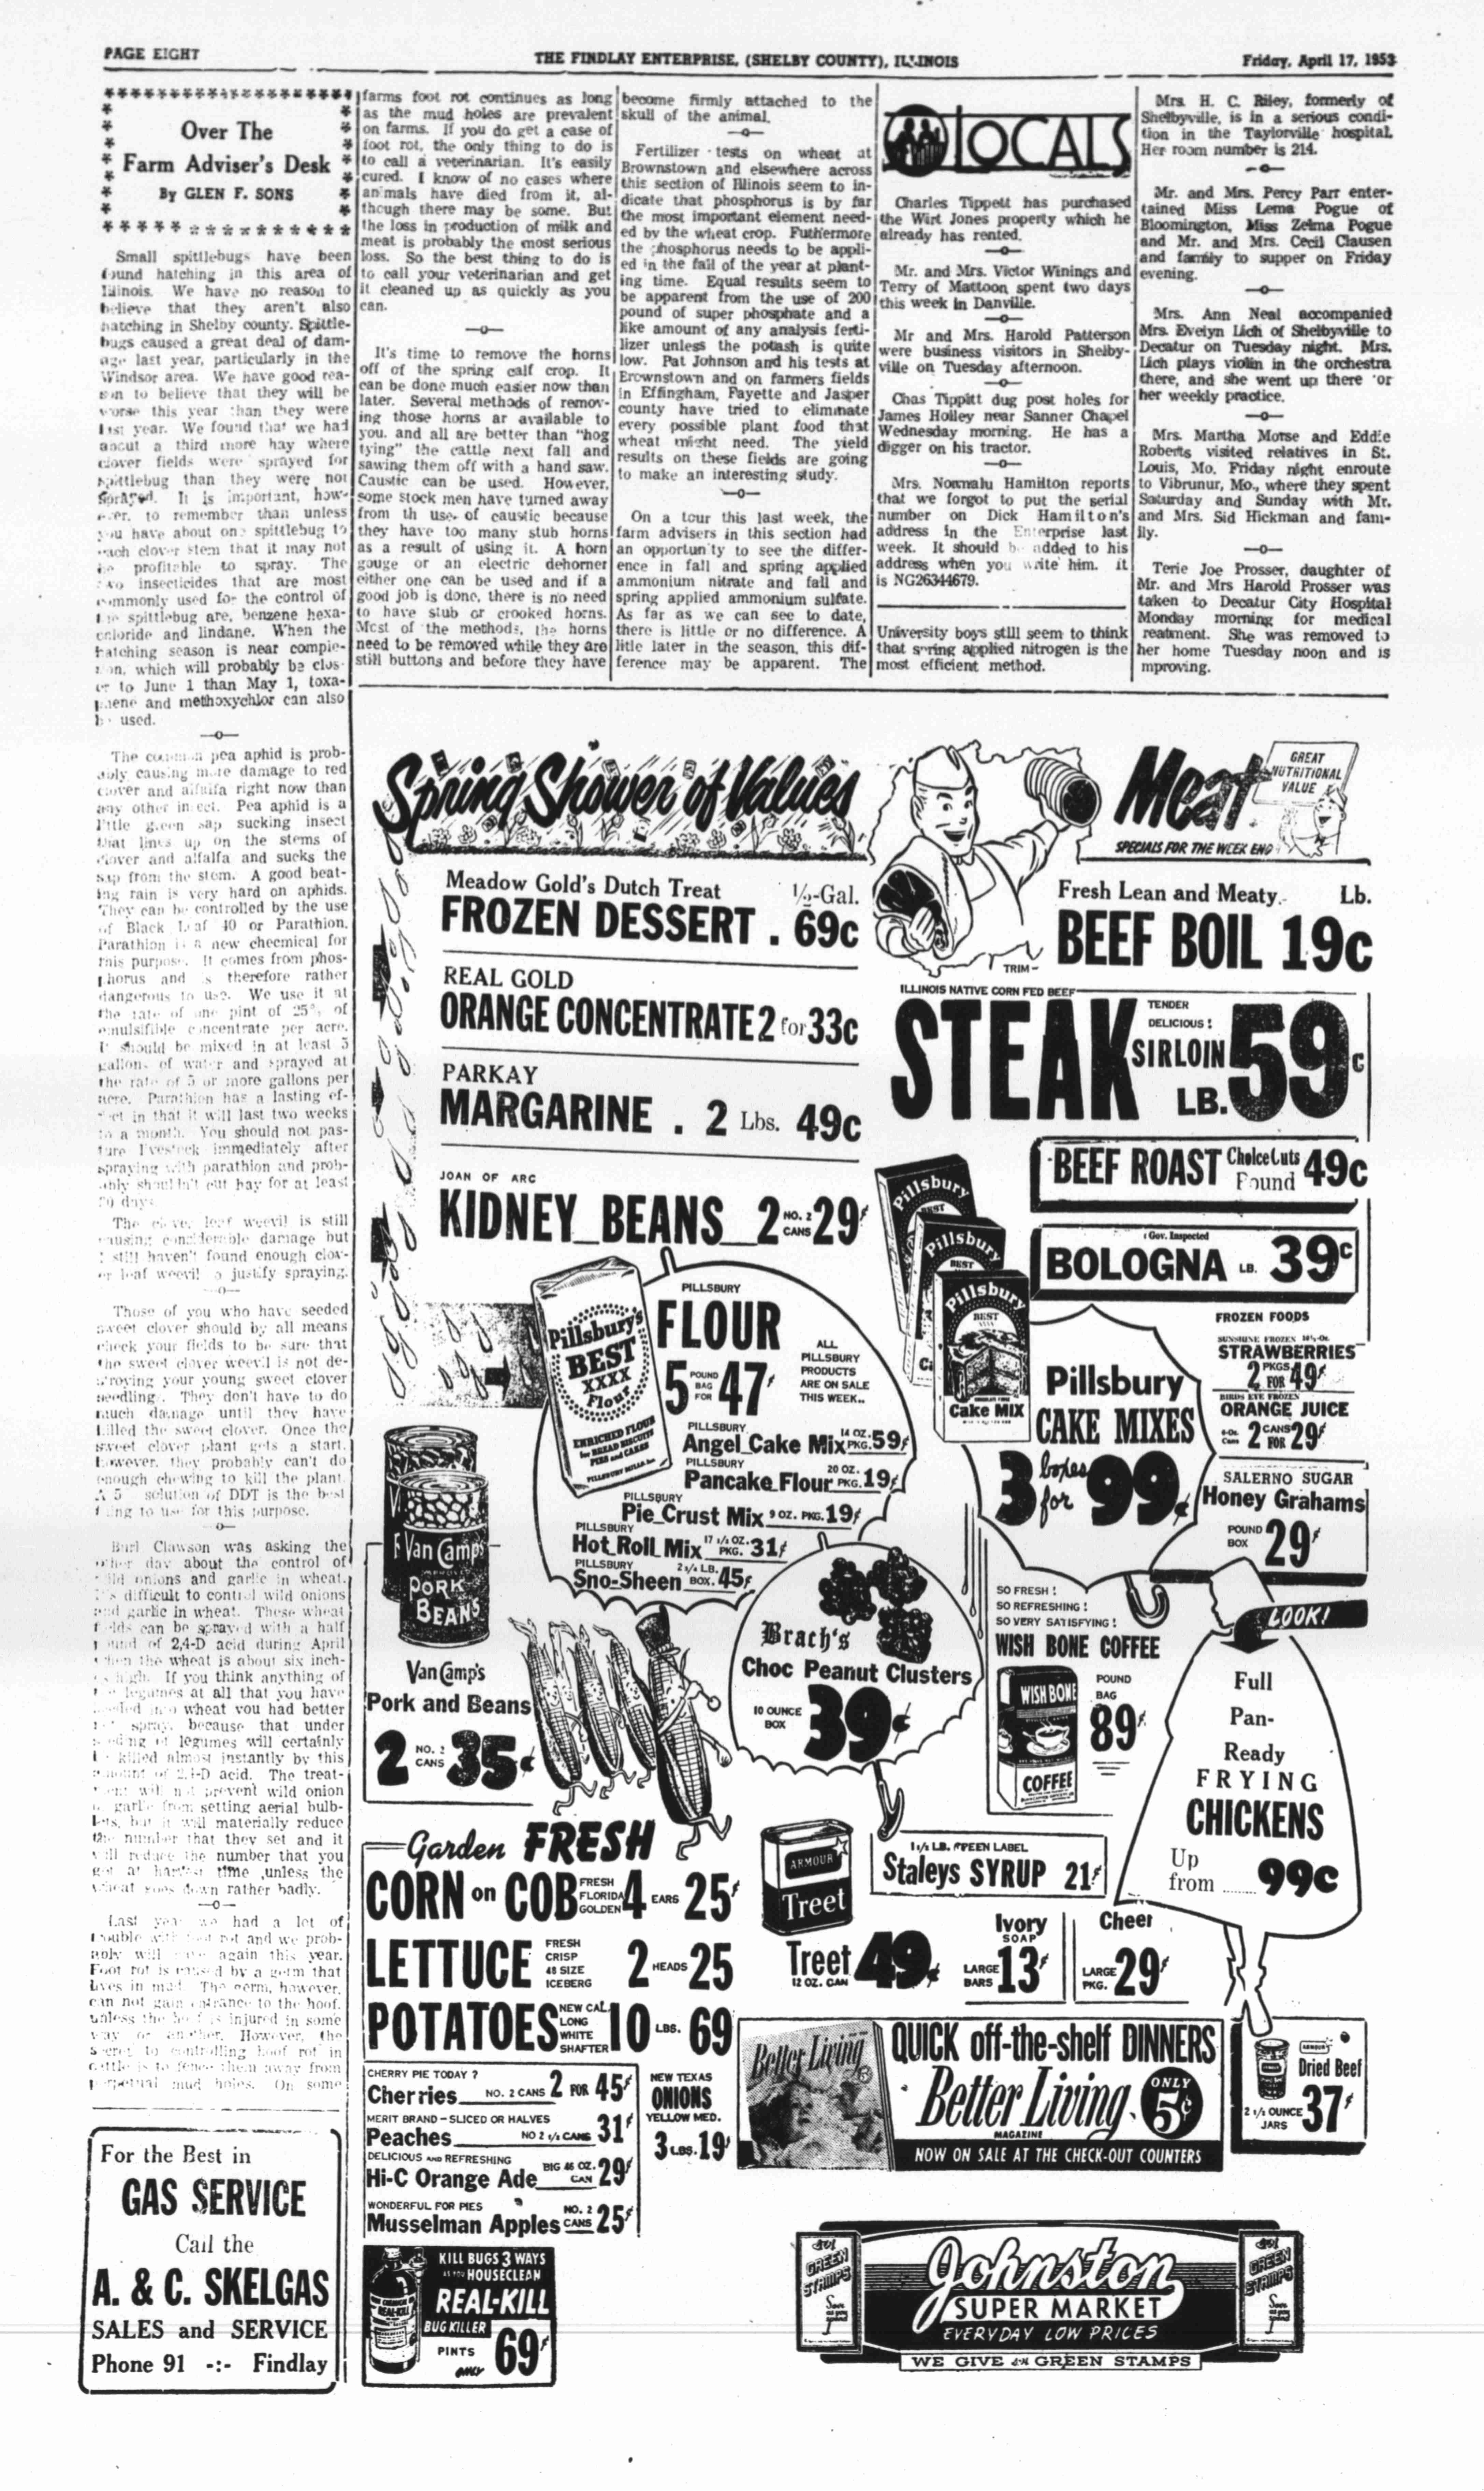 PAGE EIGHT
THE FINDLAY ENTERPRISE, (SHELBY COUNTY), ILLINOIS
Friday, April 17, 1953
Over The
Farm Adviser's Desk
By GLEN F. SONS
Small spittlebugs have been
found hatching in this area of
Illinois. We have no reason to
believe that they aren't also
hatching in Shelby county. Spittle-
bugs caused a great deal of dam-
age last year, particularly in the
Windsor area. We have good rea-
son to believe that they will be
worse this year than they were
last year. We found that we had
about a third more hay where
clover fields were sprayed for
spittlebug than they were not
sprayed. It is important, how-
ever, to remember than unless
you have about one spittlebug to
each clover stem that it may not
be profitable to spray. The
two insecticides that are most
commonly used for the control of
the spittlebug are, benzene hexa-
chloride and lindane. When the
hatching season is near comple-
tion, which will probably be clos-
er to June 1 than May 1, toxa-
phene and methoxychlor can also
be used.
—o—
The common pea aphid is prob-
ably causing more damage to red
clover and alfalfa right now than
any other insect. Pea aphid is a
little green sap sucking insect
that lines up on the stems of
clover and alfalfa and sucks the
sap from the stem. A good beat-
ing rain is very hard on aphids.
They can be controlled by the use
of Black Leaf 40 or Parathion.
Parathion is a new checmical for
this purpose. It comes from phos-
phorus and is therefore rather
dangerous to use. We use it at
the rate of one pint of 25% of
emulsifible concentrate per acre.
It should be mixed in at least 5
gallons of water and sprayed at
the rate of 5 or more gallons per
acre. Parathion has a lasting ef-
fect in that it will last two weeks
to a month. You should not pas-
ture livestock immediately after
spraying with parathion and prob-
ably shouldn't cut hay for at least
days
The clover leaf weevil is still
causing considerable damage but
I still haven't found enough clov-
er leaf weevil to justify spraying.
—o—
Those of you who have seeded
sweet clover should by all means
check your fields to be sure that
the sweet clover weevil is not de-
stroying your young sweet clover
seedling. They don't have to do
much damage until they have
killed the sweet clover. Once the
sweet clover plant gets a start,
however, they probably can't do
enough chewing to kill the plant.
A 5 solution of DDT is the best
thing to use for this purpose.
—o—
Burl Clawson was asking the
other day about the control of
wild onions and garlic in wheat.
It's difficult to control wild onions
and garlic in wheat. These wheat
fields can be sprayed with a half
pound of 2,4-D acid during April
when the wheat is about six inch-
es high. If you think anything of
the legumes at all that you have
seeded into wheat you had better
not spray, because that under
seeding of legumes will certainly
be killed almost instantly by this
amount of 2,4-D acid. The treat-
ment will not prevent wild onion
or garlic from setting aerial bulb-
lets, but it will materially reduce
the number that they set and it
will reduce the number that you
get at harvest time ,unless the
wheat goes down rather badly.
—o—
Last year we had a lot of
trouble with foot rot and we prob-
ably will have again this year.
Foot rot is caused by a germ that
lives in mud. The germ, however,
can not gain entrance to the hoof,
unless the hoof is injured in some
way or another. However, the
secret to controlling hoof rot in
cattle is to fence them away from
perpetual mud holes. On some
farms foot rot continues as long
as the mud holes are prevalent
on farms. If you do get a case of
foot rot, the only thing to do is
to call a veterinarian. It's easily
cured. I know of no cases where
animals have died from it, al-
though there may be some. But
the loss in production of milk and
meat is probably the most serious
loss. So the best thing to do is
to call your veterinarian and get
it cleaned up as quickly as you
can.
—o—
It's time to remove the horns
off of the spring calf crop. It
can be done much easier now than
later. Several methods of remov-
ing those horns ar available to
you, and all are better than "hog
tying" the cattle next fall and
sawing them off with a hand saw.
Caustic can be used. However,
some stock men have turned away
from th use of caustic because
they have too many stub horns
as a result of using it. A horn
gouge or an electric dehorner
either one can be used and if a
good job is done, there is no need
to have stub or crooked horns.
Most of the methods, the horns
need to be removed while they are
still buttons and before they have
become firmly attached to the
skull of the animal.
—o—
Fertilizer tests on wheat at
Brownstown and elsewhere across
this section of Illinois seem to in-
dicate that phosphorus is by far
the most important element need-
ed by the wheat crop. Futhermore
the phosphorus needs to be appli-
ed in the fall of the year at plant-
ing time. Equal results seem to
be apparent from the use of 200
pound of super phosphate and a
like amount of any analysis ferti-
lizer unless the potash is quite
low. Pat Johnson and his tests at
Brownstown and on farmers fields
in Effingham, Fayette and Jasper
county have tried to eliminate
every possible plant food that
wheat might need. The yield
results on these fields are going
to make an interesting study.
—o—
On a tour this last week, the
farm advisers in this section had
an opportunity to see the differ-
ence in fall and spring applied
ammonium nitrate and fall and
spring applied ammonium sulfate.
As far as we can see to date,
there is little or no difference. A
litle later in the season, this dif-
ference may be apparent. The
LOCALS
Charles Tippett has purchased
the Wirt Jones property which he
already has rented.
—o—
Mr. and Mrs. Victor Winings and
Terry of Mattoon spent two days
this week in Danville.
—o—
Mr and Mrs. Harold Patterson
were business visitors in Shelby-
ville on Tuesday afternoon.
—o—
Chas Tippitt dug post holes for
James Holley near Sanner Chapel
Wednesday morning. He has a
digger on his tractor.
—o—
Mrs. Normalu Hamilton reports
that we forgot to put the serial
number on Dick Hamilton's
address in the Enterprise last
week. It should be added to his
address when you write him. it
is NG26344679.
University boys still seem to think
that spring applied nitrogen is the
most efficient method.
Mrs. H. C. Riley, formerly of
Shelbyville, is in a serious condi-
tion in the Taylorville hospital.
Her room number is 214.
—o—
Mr. and Mrs. Percy Parr enter-
tained Miss Lema Pogue of
Bloomington, Miss Zelma Pogue
and Mr. and Mrs. Cecil Clausen
and family to supper on Friday
evening.
—o—
Mrs. Ann Neal accompanied
Mrs. Evelyn Lich of Shelbyville to
Decatur on Tuesday night. Mrs.
Lich plays violin in the orchestra
there, and she went up there 'or
her weekly practice.
—o—
Mrs. Martha Morse and Eddie
Roberts visited relatives in St.
Louis, Mo. Friday night enroute
to Vibrunur, Mo., where they spent
Saturday and Sunday with Mr.
and Mrs. Sid Hickman and fam-
ily.
—o—
Terie Joe Prosser, daughter of
Mr. and Mrs Harold Prosser was
taken to Decatur City Hospital
Monday morning for medical
reatment. She was removed to
her home Tuesday noon and is
mproving.
Spring Shower of Values
Meat
GREAT
NUTRITIONAL
VALUE
SPECIALS FOR THE WEEK END
Meadow Gold's Dutch Treat ½-Gal.
FROZEN DESSERT . 69c
REAL GOLD
ORANGE CONCENTRATE 2 for 33c
PARKAY
MARGARINE . 2 Lbs. 49c
JOAN OF ARC
KIDNEY BEANS 2 NO. 2 CANS 29¢
TRIM
Fresh Lean and Meaty Lb.
BEEF BOIL 19c
ILLINOIS NATIVE CORN FED BEEF
STEAK
TENDER
DELICIOUS!
SIRLOIN
LB. 59c
BEEF ROAST Choice Cuts Pound 49c
Gov. Inspected
BOLOGNA LB. 39c
Pillsbury
BEST
Pillsbury
BEST
Pillsbury
BEST
Cake MIX
Pillsbury's
BEST
XXXX
Flour
ENRICHED FLOUR
for BREAD BISCUITS
PIES and CAKES
PILLSBURY
FLOUR
5 POUND BAG FOR 47¢
ALL
PILLSBURY
PRODUCTS
ARE ON SALE
THIS WEEK..
PILLSBURY
Angel Cake Mix 14 OZ. PKG. 59¢
PILLSBURY
Pancake Flour 20 OZ. PKG. 19¢
PILLSBURY
Pie Crust Mix 9 OZ. PKG. 19¢
PILLSBURY
Hot Roll Mix 17 ½ OZ. PKG. 31¢
PILLSBURY
Sno-Sheen 2¾ LB. BOX. 45¢
Pillsbury
CAKE MIXES
3 boxes for 99¢
FROZEN FOODS
SUNSHINE FROZEN
STRAWBERRIES
2 PKGS FOR 49¢
BIRDS EYE FROZEN
ORANGE JUICE
6-Oz. Cans 2 CANS FOR 29¢
SALERNO SUGAR
Honey Grahams
POUND BOX 29¢
Van Camp's
PORK
BEANS
Van Camp's
Pork and Beans
2 NO. 2 CANS 35¢
Brach's
Choc Peanut Clusters
10 OUNCE BOX 39¢
SO FRESH!
SO REFRESHING!
SO VERY SATISFYING!
WISH BONE COFFEE
WISH BONE
COFFEE
POUND BAG 89¢
LOOK!
Full
Pan-
Ready
FRYING
CHICKENS
Up from ....... 99c
Garden FRESH
CORN on COB FRESH FLORIDA GOLDEN 4 EARS 25¢
LETTUCE FRESH CRISP 48 SIZE ICEBERG 2 HEADS 25
POTATOES NEW CAL. LONG WHITE SHAFTER 10 LBS. 69
ARMOUR
Treet
Treet 12 OZ. CAN 49¢
1½ LB. GREEN LABEL
Staleys SYRUP 21¢
Ivory
SOAP
LARGE BARS 13¢
Cheer
LARGE PKG. 29¢
CHERRY PIE TODAY?
Cherries NO. 2 CANS 2 FOR 45¢
MERIT BRAND - SLICED OR HALVES
Peaches NO 2 ½ CANS 31¢
DELICIOUS AND REFRESHING
Hi-C Orange Ade BIG 46 OZ. CAN 29¢
WONDERFUL FOR PIES
Musselman Apples NO. 2 CANS 25¢
NEW TEXAS
ONIONS
YELLOW MED.
3 LBS. 19¢
Better Living
QUICK off-the-shelf DINNERS
Better Living
MAGAZINE
ONLY 5¢
NOW ON SALE AT THE CHECK-OUT COUNTERS
ARMOUR'S
Dried Beef
2 ½ OUNCE JARS 37¢
For the Best in
GAS SERVICE
Call the
A. & C. SKELGAS
SALES and SERVICE
Phone 91 -:- Findlay
KILL BUGS 3 WAYS
AS YOU HOUSECLEAN
REAL-KILL
BUG KILLER
PINTS
ONLY 69¢
S&H
GREEN
STAMPS
Johnston
SUPER MARKET
EVERYDAY LOW PRICES
WE GIVE S&H GREEN STAMPS
S&H
GREEN
STAMPS